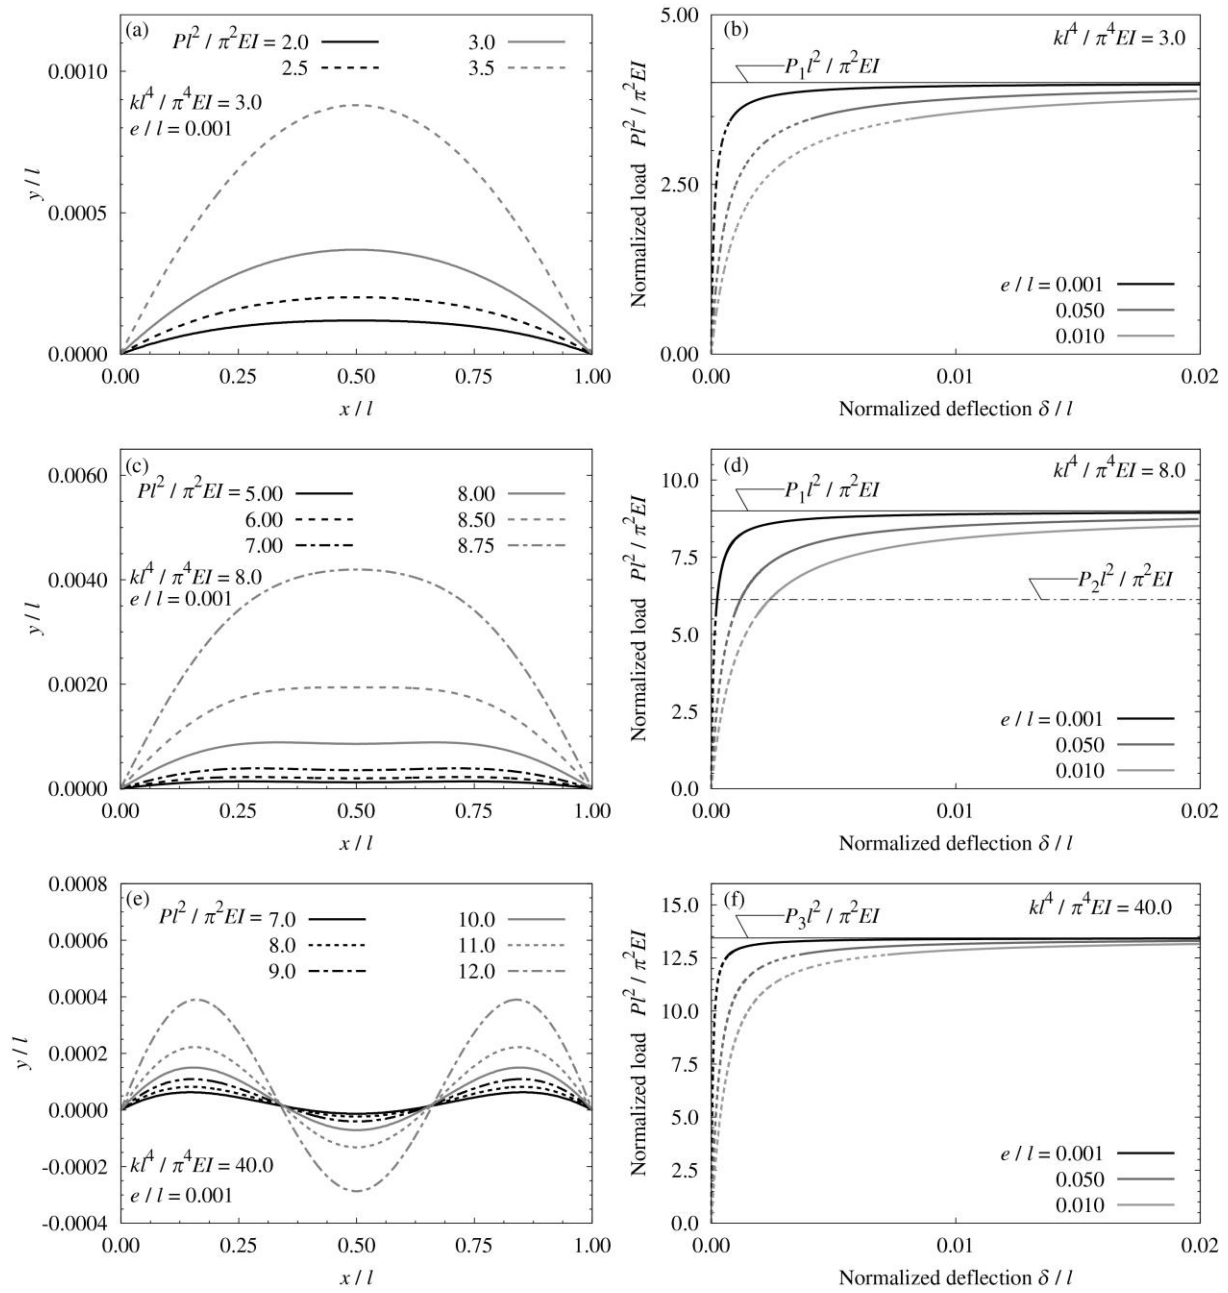 (a)
Pl² / π²EI = 2.0 3.0
2.5 3.5
kl⁴ / π⁴EI = 3.0
e / l = 0.001
y / l
0.0010
0.0005
0.0000
0.00 0.25 0.50 0.75 1.00
x / l
(b)
kl⁴ / π⁴EI = 3.0
P₁l² / π²EI
Normalized load Pl² / π²EI
5.00
2.50
0.00
e / l = 0.001
0.050
0.010
0.00 0.01 0.02
Normalized deflection δ / l
(c)
Pl² / π²EI = 5.00 8.00
6.00 8.50
7.00 8.75
kl⁴ / π⁴EI = 8.0
e / l = 0.001
y / l
0.0060
0.0040
0.0020
0.0000
0.00 0.25 0.50 0.75 1.00
x / l
(d)
kl⁴ / π⁴EI = 8.0
P₁l² / π²EI
P₂l² / π²EI
Normalized load Pl² / π²EI
10.0
7.5
5.0
2.5
0.0
e / l = 0.001
0.050
0.010
0.00 0.01 0.02
Normalized deflection δ / l
(e)
Pl² / π²EI = 7.0 10.0
8.0 11.0
9.0 12.0
kl⁴ / π⁴EI = 40.0
e / l = 0.001
y / l
0.0008
0.0006
0.0004
0.0002
0.0000
-0.0002
-0.0004
0.00 0.25 0.50 0.75 1.00
x / l
(f)
kl⁴ / π⁴EI = 40.0
P₃l² / π²EI
Normalized load Pl² / π²EI
15.0
12.5
10.0
7.5
5.0
2.5
0.0
e / l = 0.001
0.050
0.010
0.00 0.01 0.02
Normalized deflection δ / l